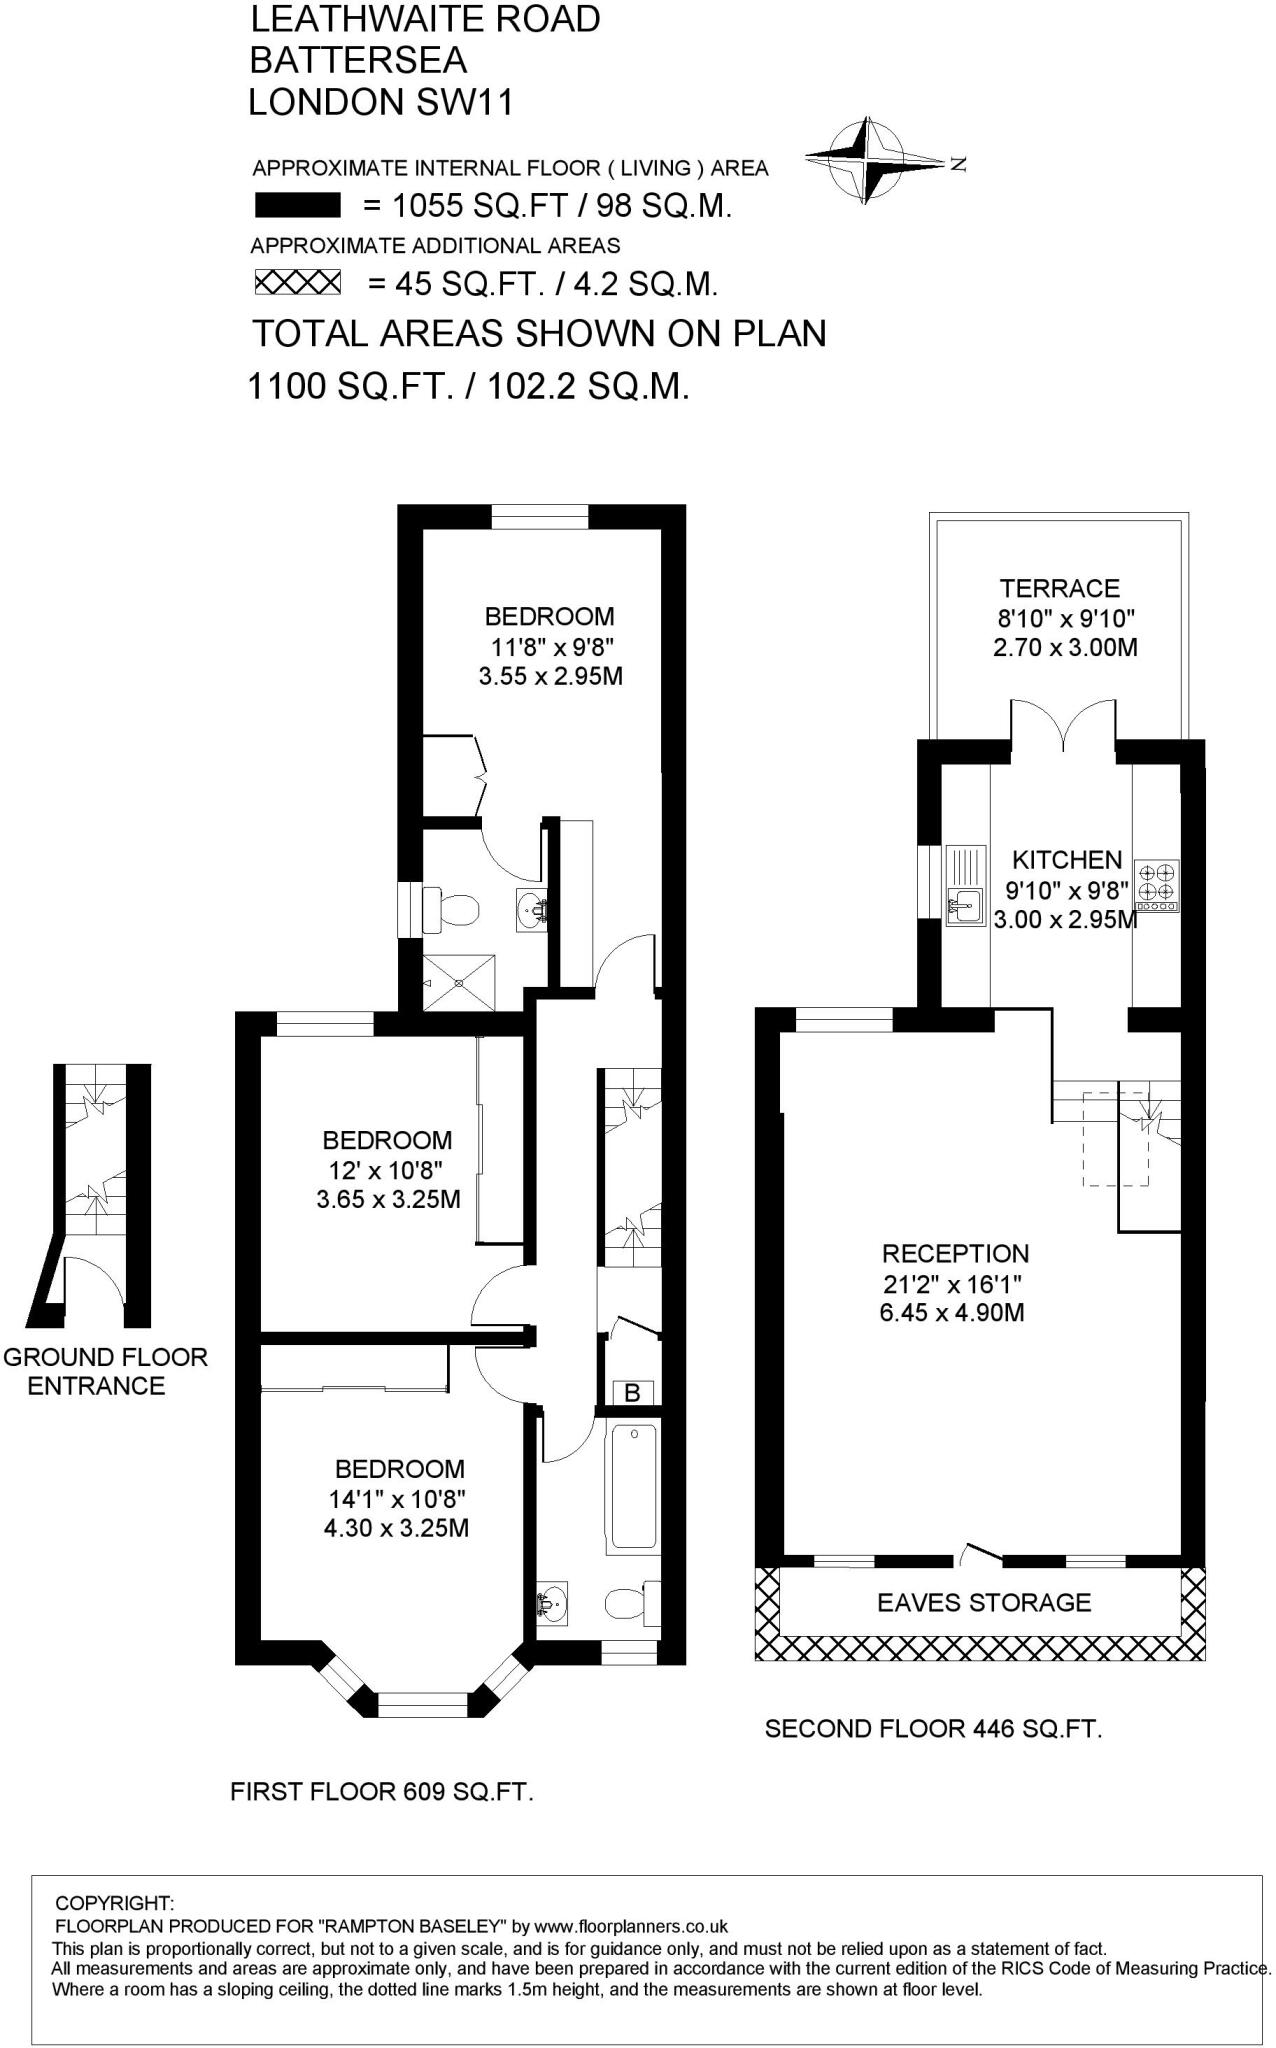 LEATHWAITE ROAD
BATTERSEA
LONDON SW11
APPROXIMATE INTERNAL FLOOR ( LIVING ) AREA
= 1055 SQ.FT / 98 SQ.M.
APPROXIMATE ADDITIONAL AREAS
= 45 SQ.FT. / 4.2 SQ.M.
TOTAL AREAS SHOWN ON PLAN
1100 SQ.FT. / 102.2 SQ.M.
N
BEDROOM
11'8" x 9'8"
3.55 x 2.95M
TERRACE
8'10" x 9'10"
2.70 x 3.00M
KITCHEN
9'10" x 9'8"
3.00 x 2.95M
BEDROOM
12' x 10'8"
3.65 x 3.25M
RECEPTION
21'2" x 16'1"
6.45 x 4.90M
GROUND FLOOR
ENTRANCE
B
BEDROOM
14'1" x 10'8"
4.30 x 3.25M
EAVES STORAGE
SECOND FLOOR 446 SQ.FT.
FIRST FLOOR 609 SQ.FT.
COPYRIGHT:
FLOORPLAN PRODUCED FOR "RAMPTON BASELEY" by www.floorplanners.co.uk
This plan is proportionally correct, but not to a given scale, and is for guidance only, and must not be relied upon as a statement of fact.
All measurements and areas are approximate only, and have been prepared in accordance with the current edition of the RICS Code of Measuring Practice.
Where a room has a sloping ceiling, the dotted line marks 1.5m height, and the measurements are shown at floor level.